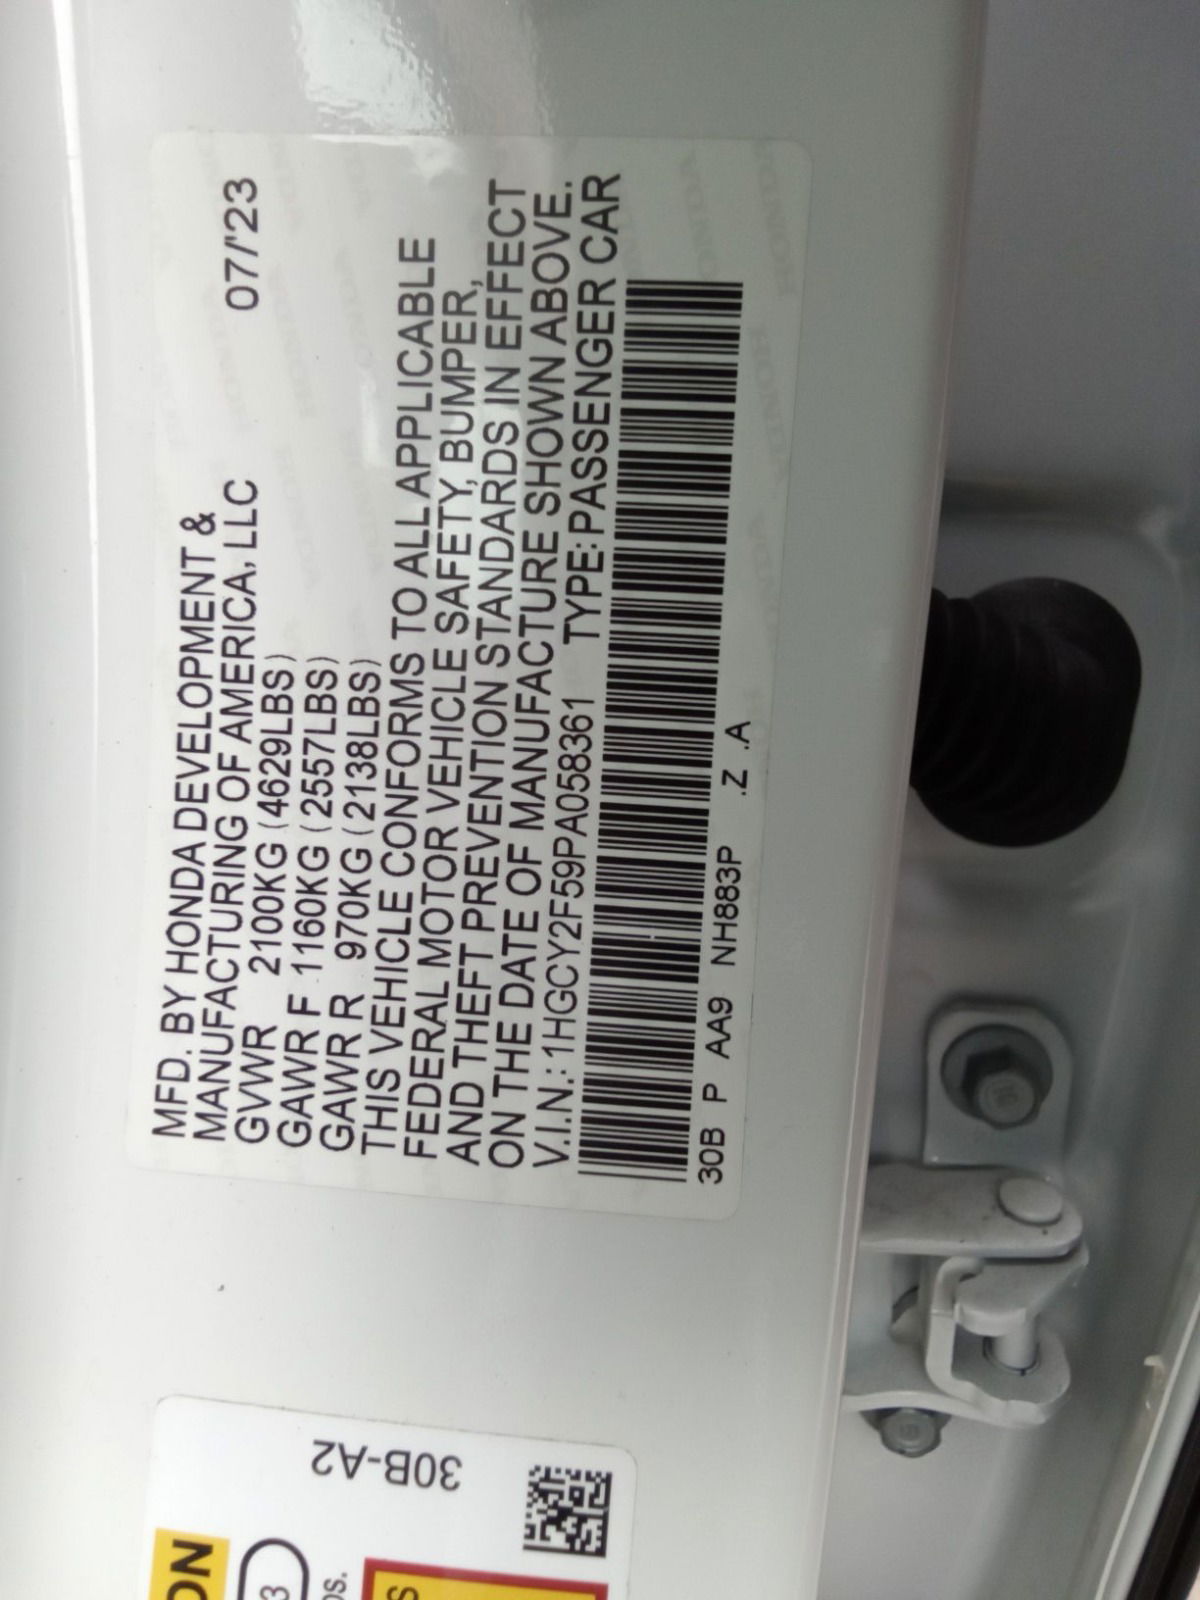 MFD. BY HONDA DEVELOPMENT &
MANUFACTURING OF AMERICA, LLC 07/'23
GVWR 2100KG (4629LBS)
GAWR F 1160KG (2557LBS)
GAWR R 970KG (2138LBS)
THIS VEHICLE CONFORMS TO ALL APPLICABLE
FEDERAL MOTOR VEHICLE SAFETY, BUMPER,
AND THEFT PREVENTION STANDARDS IN EFFECT
ON THE DATE OF MANUFACTURE SHOWN ABOVE.
V.I.N.: 1HGCY2F59PA058361 TYPE: PASSENGER CAR
30B P AA9 NH883P .Z .A
30B-A2